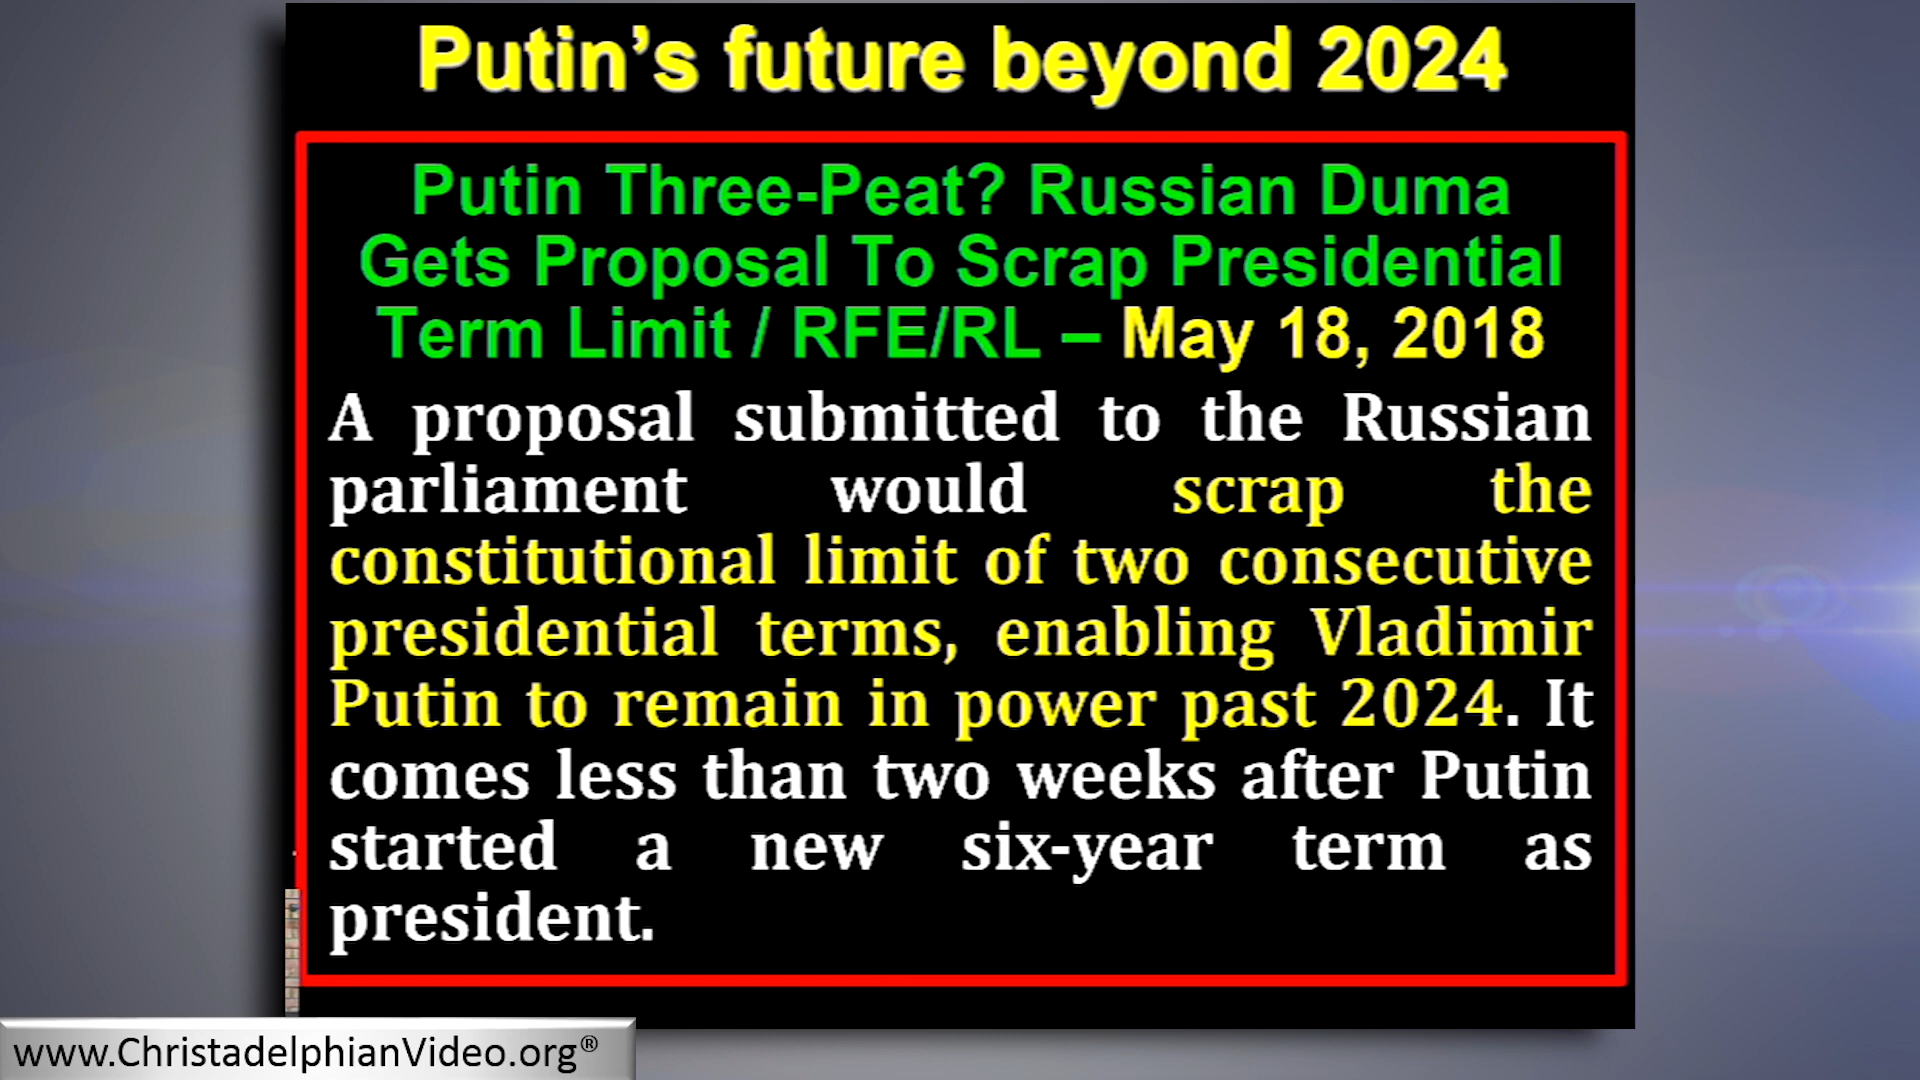 Putin’s future beyond 2024
Putin Three-Peat? Russian Duma
Gets Proposal To Scrap Presidential
Term Limit / RFE/RL – May 18, 2018
A proposal submitted to the Russian
parliament would scrap the
constitutional limit of two consecutive
presidential terms, enabling Vladimir
Putin to remain in power past 2024. It
comes less than two weeks after Putin
started a new six-year term as
president.
www.ChristadelphianVideo.org®